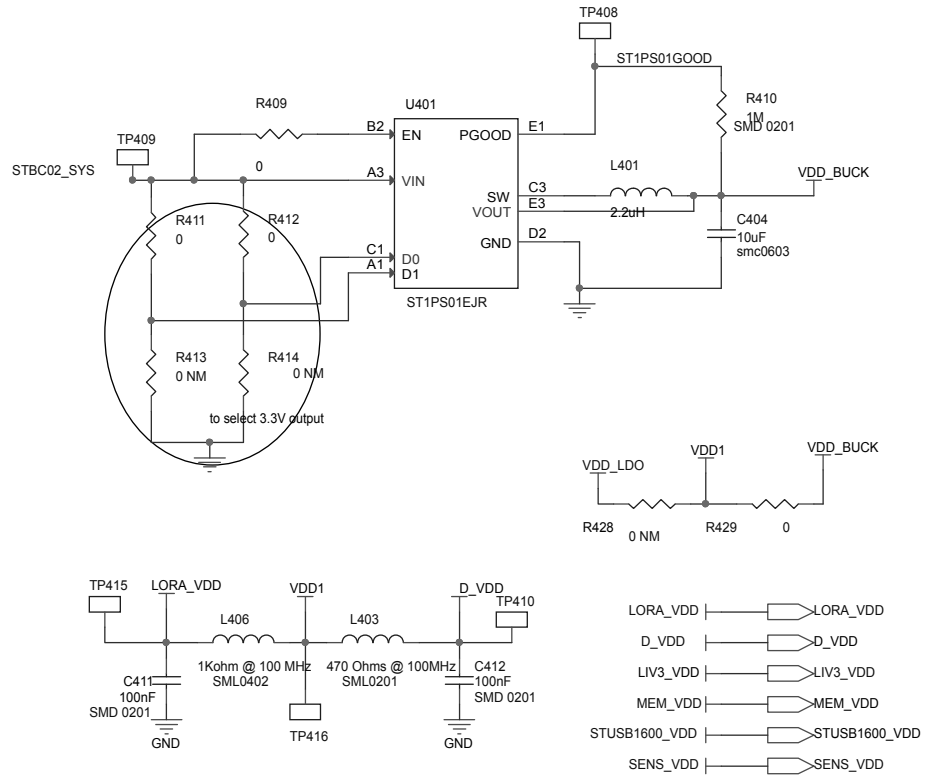 TP408
ST1PS01GOOD
R409
U401
R410
1M
SMD 0201
TP409
B2
EN
PGOOD
E1
STBC02_SYS
0
A3
VIN
L401
VDD_BUCK
SW
C3
VOUT
E3
2.2uH
R411
0
R412
0
C404
10uF
smc0603
GND
D2
C1
D0
A1
D1
ST1PS01EJR
R413
0 NM
R414
0 NM
to select 3.3V output
VDD_LDO
VDD1
VDD_BUCK
R428
0 NM
R429
0
TP415
LORA_VDD
VDD1
D_VDD
TP410
L406
L403
1Kohm @ 100 MHz
SML0402
470 Ohms @ 100MHz
SML0201
C411
100nF
SMD 0201
C412
100nF
SMD 0201
GND
TP416
GND
LORA_VDD
LORA_VDD
D_VDD
D_VDD
LIV3_VDD
LIV3_VDD
MEM_VDD
MEM_VDD
STUSB1600_VDD
STUSB1600_VDD
SENS_VDD
SENS_VDD